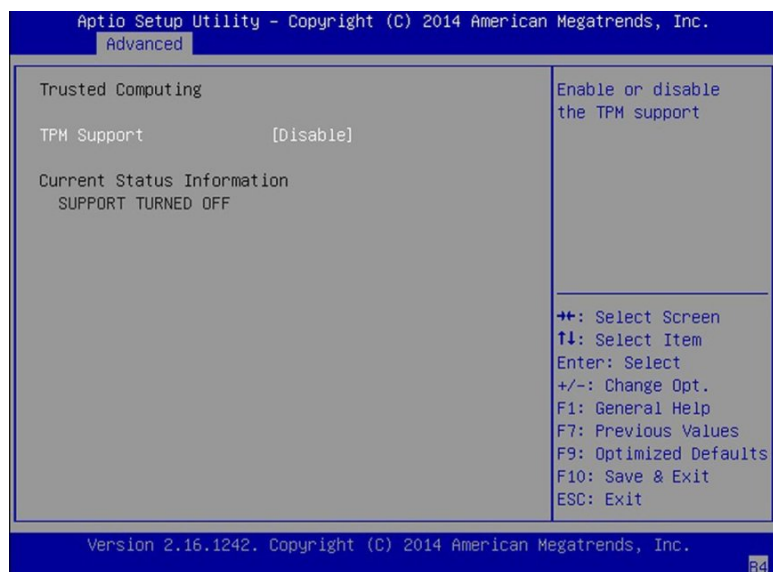 Aptio Setup Utility – Copyright (C) 2014 American Megatrends, Inc.
Advanced
Trusted Computing
TPM Support [Disable]
Current Status Information
SUPPORT TURNED OFF
Enable or disable
the TPM support
→←: Select Screen
↑↓: Select Item
Enter: Select
+/-: Change Opt.
F1: General Help
F7: Previous Values
F9: Optimized Defaults
F10: Save & Exit
ESC: Exit
Version 2.16.1242. Copyright (C) 2014 American Megatrends, Inc.
B4